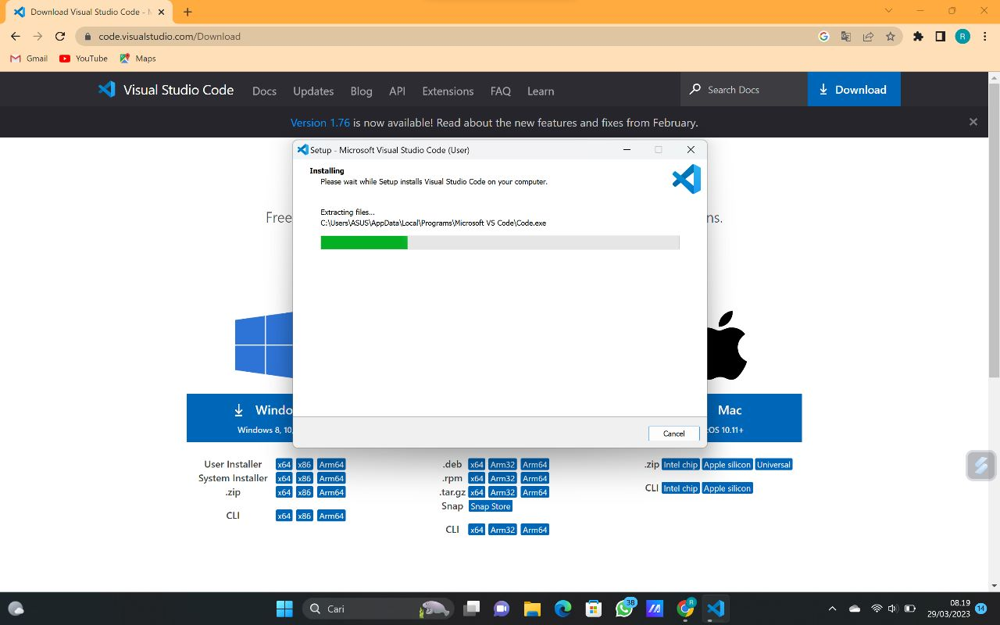 Download Visual Studio Code - M
code.visualstudio.com/Download
R
Gmail YouTube Maps
Visual Studio Code Docs Updates Blog API Extensions FAQ Learn Search Docs Download
Version 1.76 is now available! Read about the new features and fixes from February.
Setup - Microsoft Visual Studio Code (User)
Installing
Please wait while Setup installs Visual Studio Code on your computer.
Free
ns.
Extracting files...
C:\Users\ASUS\AppData\Local\Programs\Microsoft VS Code\Code.exe
Windo
Windows 8, 10,
Mac
OS 10.11+
Cancel
User Installer x64 x86 Arm64
System Installer x64 x86 Arm64
.zip x64 x86 Arm64
CLI x64 x86 Arm64
.deb x64 Arm32 Arm64
.rpm x64 Arm32 Arm64
.tar.gz x64 Arm32 Arm64
Snap Snap Store
CLI x64 Arm32 Arm64
.zip Intel chip Apple silicon Universal
CLI Intel chip Apple silicon
Cari
38
R
08.19
29/03/2023
14